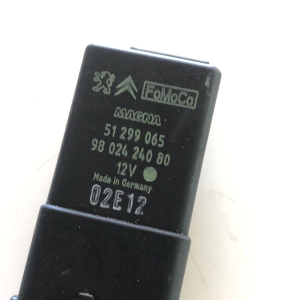 FoMoCo
MAGNA
51 299 065
98 024 240 80
12V
Made in Germany
02E12